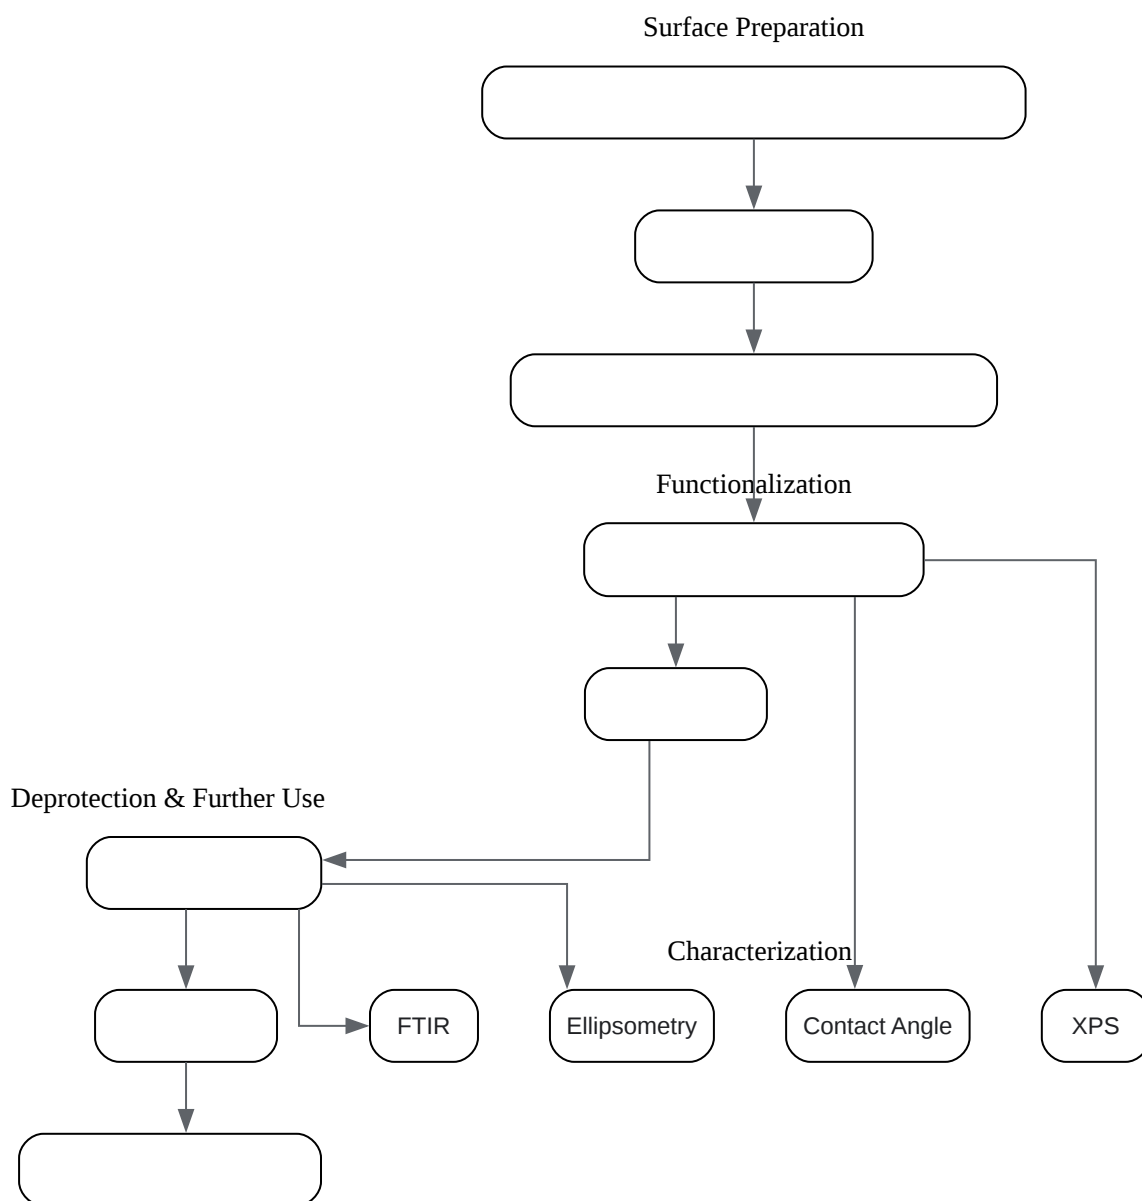 Surface Preparation
Functionalization
Deprotection & Further Use
Characterization
FTIR
Ellipsometry
Contact Angle
XPS